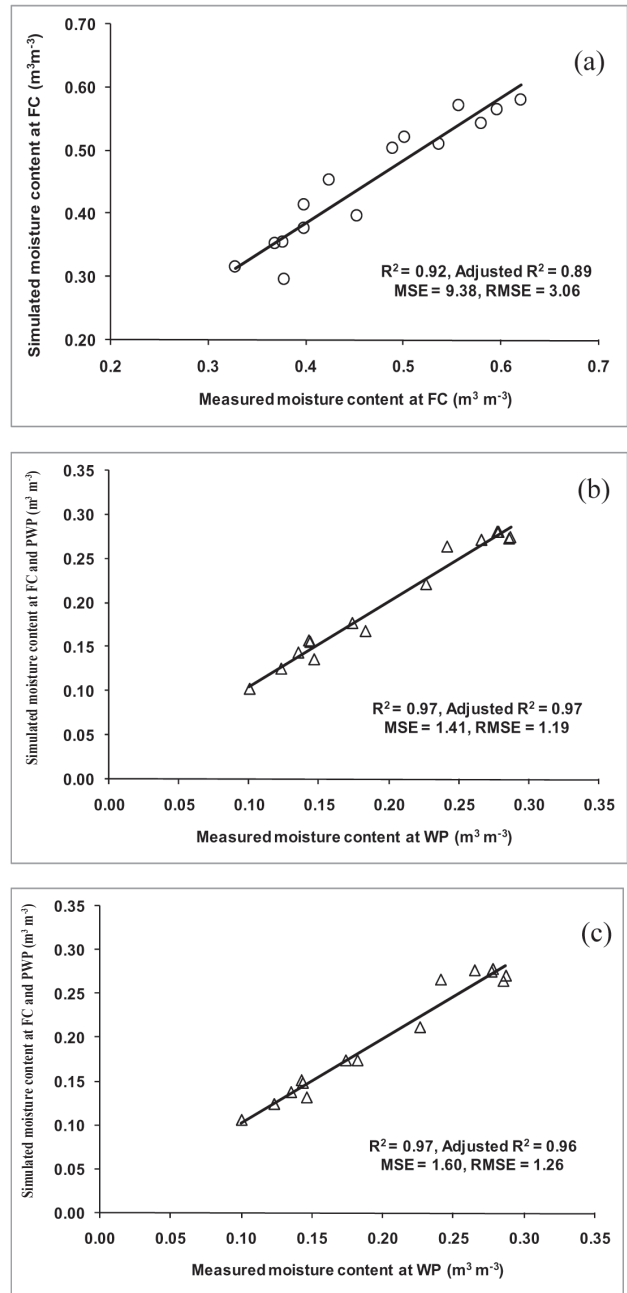 0.70
0.60
0.50
0.40
0.30
0.20
Simulated moisture content at FC (m³m⁻³)
(a)
R² = 0.92, Adjusted R² = 0.89
MSE = 9.38, RMSE = 3.06
0.2 0.3 0.4 0.5 0.6 0.7
Measured moisture content at FC (m³ m⁻³)
0.35
0.30
0.25
0.20
0.15
0.10
0.05
0.00
Simulated moisture content at FC and PWP (m³ m⁻³)
(b)
R² = 0.97, Adjusted R² = 0.97
MSE = 1.41, RMSE = 1.19
0.00 0.05 0.10 0.15 0.20 0.25 0.30 0.35
Measured moisture content at WP (m³ m⁻³)
0.35
0.30
0.25
0.20
0.15
0.10
0.05
0.00
Simulated moisture content at FC and PWP (m³ m⁻³)
(c)
R² = 0.97, Adjusted R² = 0.96
MSE = 1.60, RMSE = 1.26
0.00 0.05 0.10 0.15 0.20 0.25 0.30 0.35
Measured moisture content at WP (m³ m⁻³)